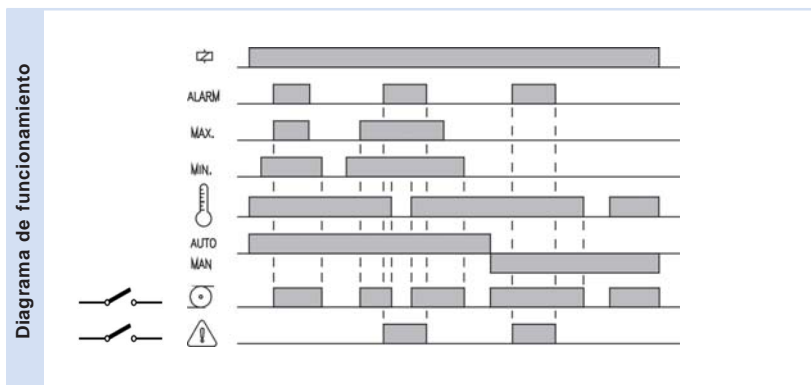 Diagrama de funcionamiento
ALARM
MAX.
MIN.
AUTO
MAN